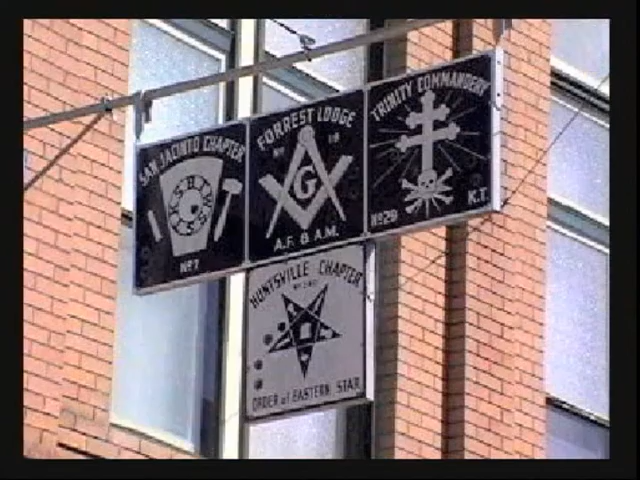 SAN JACINTO CHAPTER
HTWSSTKS
Nº 7
FORREST LODGE
Nº 19
G
A.F. & A.M.
TRINITY COMMANDERY
Nº 29
K.T.
HUNTSVILLE CHAPTER
ORDER of EASTERN STAR